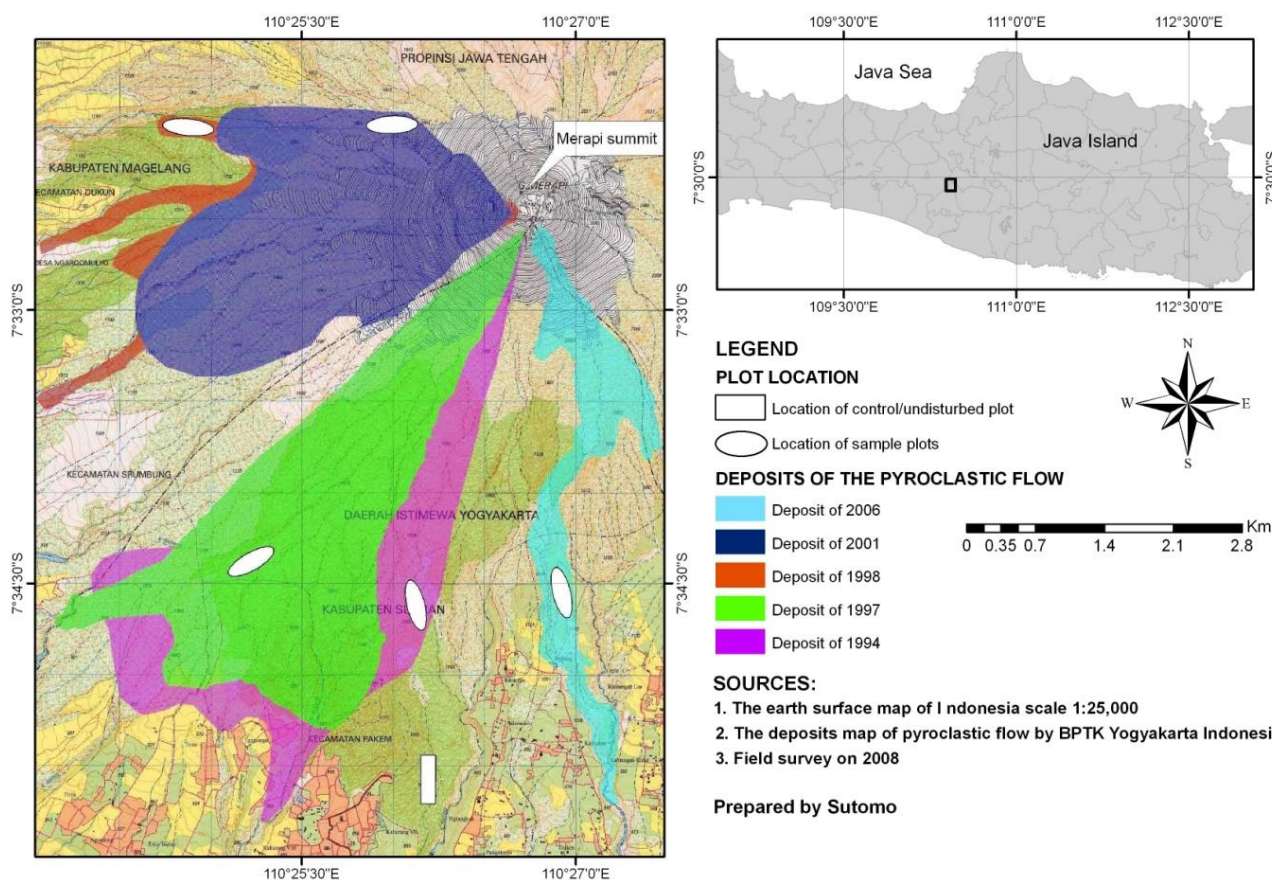 110°25'30"E
110°27'0"E
PROPINSI JAWA TENGAH
Merapi summit
G.MERAPI
KABUPATEN MAGELANG
KECAMATAN DUKUN
DESA NGARGOMULYO
7°33'0"S
7°33'0"S
KECAMATAN SRUMBUNG
DAERAH ISTIMEWA YOGYAKARTA
7°34'30"S
7°34'30"S
KABUPATEN SLEMAN
KECAMATAN PAKEM
110°25'30"E
110°27'0"E
109°30'0"E
111°0'0"E
112°30'0"E
Java Sea
Java Island
7°30'0"S
7°30'0"S
109°30'0"E
111°0'0"E
112°30'0"E
LEGEND
PLOT LOCATION
Location of control/undisturbed plot
Location of sample plots
N
W
E
S
DEPOSITS OF THE PYROCLASTIC FLOW
Deposit of 2006
Deposit of 2001
Deposit of 1998
Deposit of 1997
Deposit of 1994
Km
0 0.35 0.7 1.4 2.1 2.8
SOURCES:
1. The earth surface map of I ndonesia scale 1:25,000
2. The deposits map of pyroclastic flow by BPTK Yogyakarta Indonesi
3. Field survey on 2008
Prepared by Sutomo